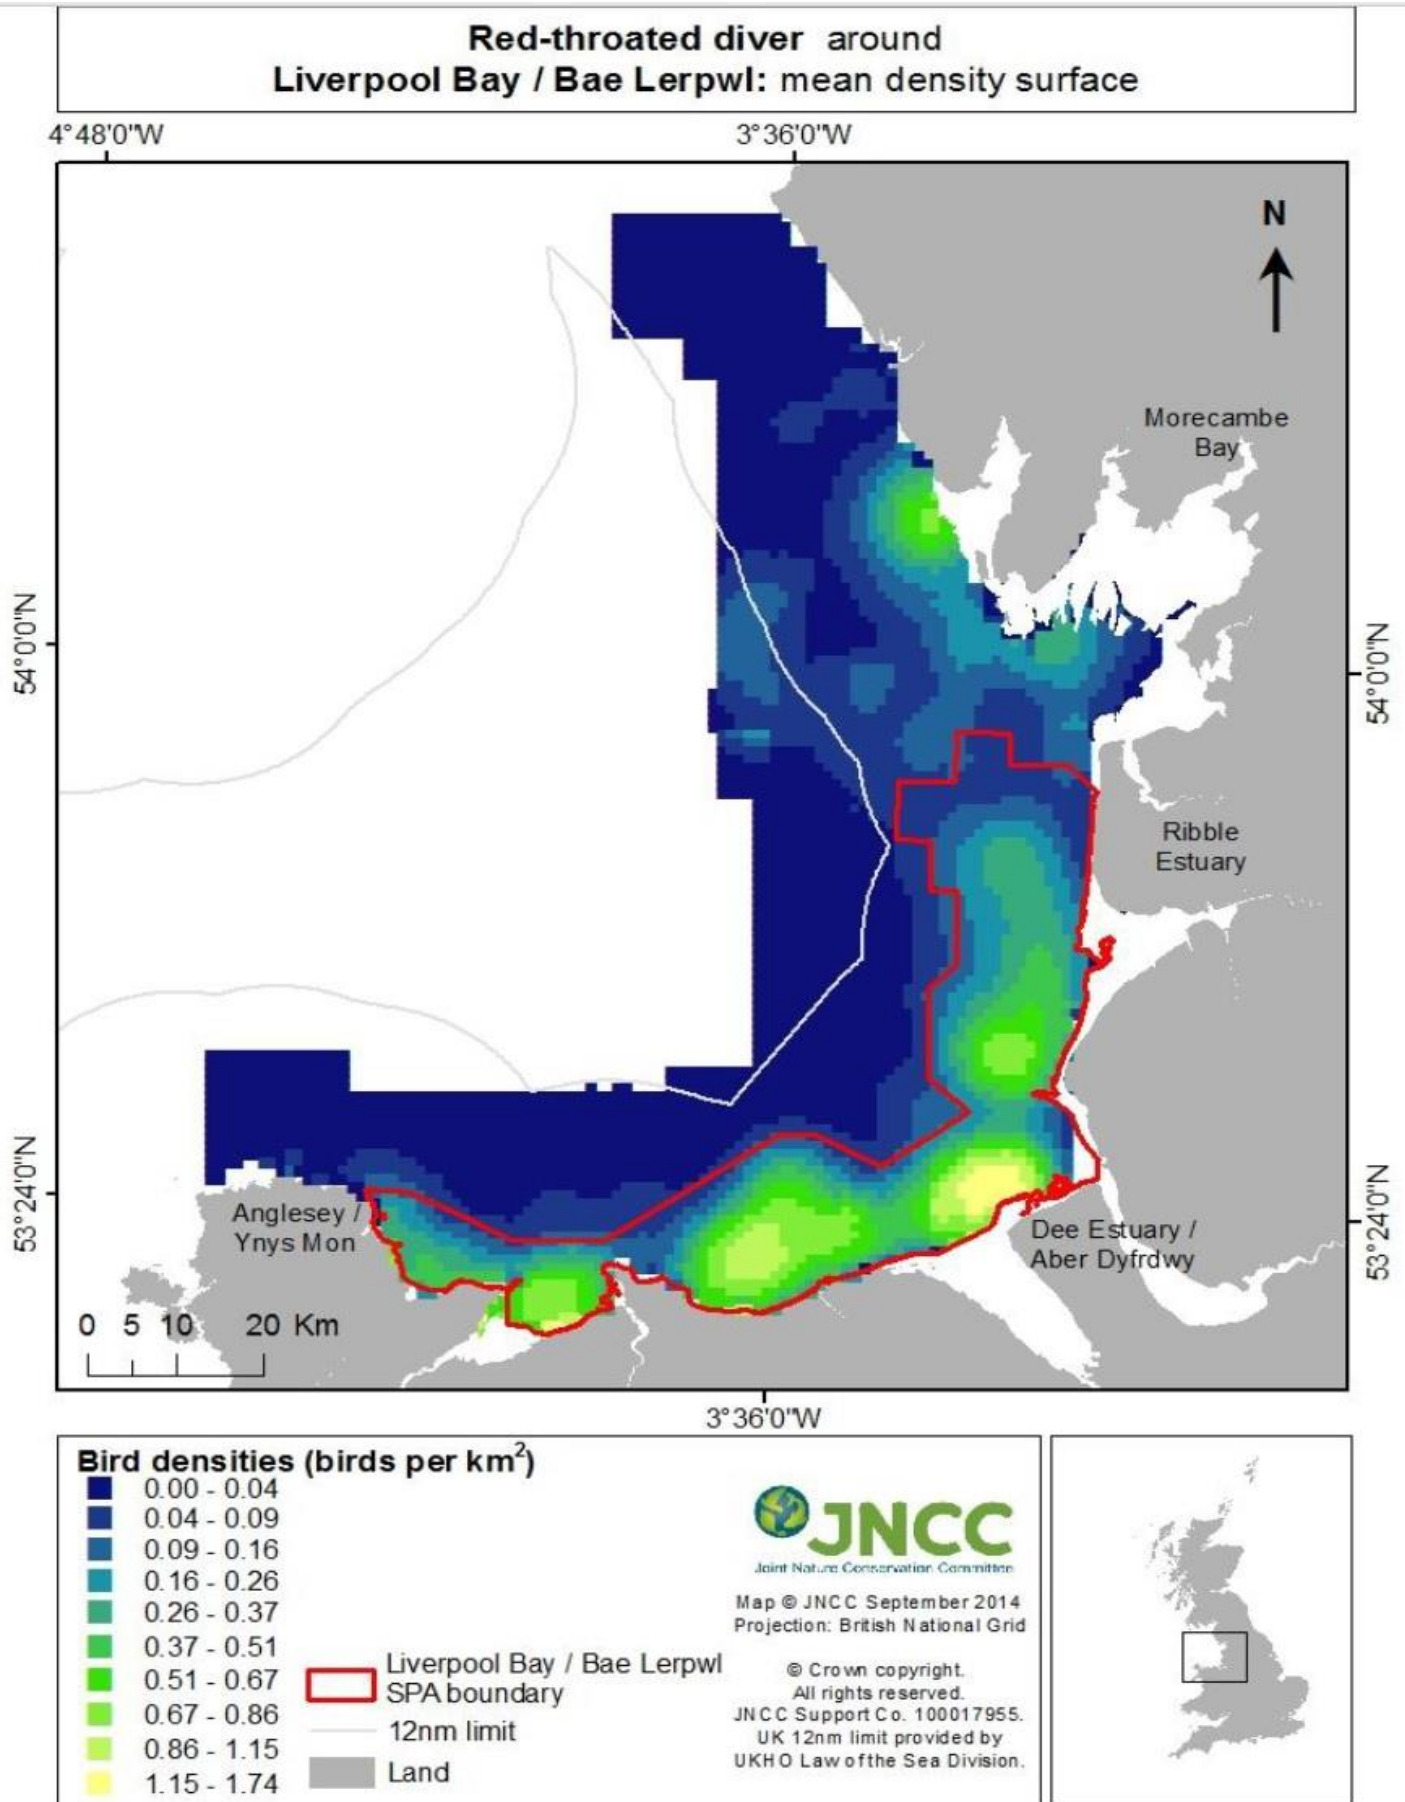 Red-throated diver around
Liverpool Bay / Bae Lerpwl: mean density surface
4°48'0"W
3°36'0"W
N
Morecambe
Bay
54°0'0"N
54°0'0"N
Ribble
Estuary
53°24'0"N
53°24'0"N
Anglesey /
Ynys Mon
Dee Estuary /
Aber Dyfrdwy
0 5 10 20 Km
3°36'0"W
Bird densities (birds per km²)
0.00 - 0.04
0.04 - 0.09
0.09 - 0.16
0.16 - 0.26
0.26 - 0.37
0.37 - 0.51
0.51 - 0.67
0.67 - 0.86
0.86 - 1.15
1.15 - 1.74
Liverpool Bay / Bae Lerpwl
SPA boundary
12nm limit
Land
JNCC
Joint Nature Conservation Committee
Map © JNCC September 2014
Projection: British National Grid
© Crown copyright.
All rights reserved.
JNCC Support Co. 100017955.
UK 12nm limit provided by
UKHO Law of the Sea Division.